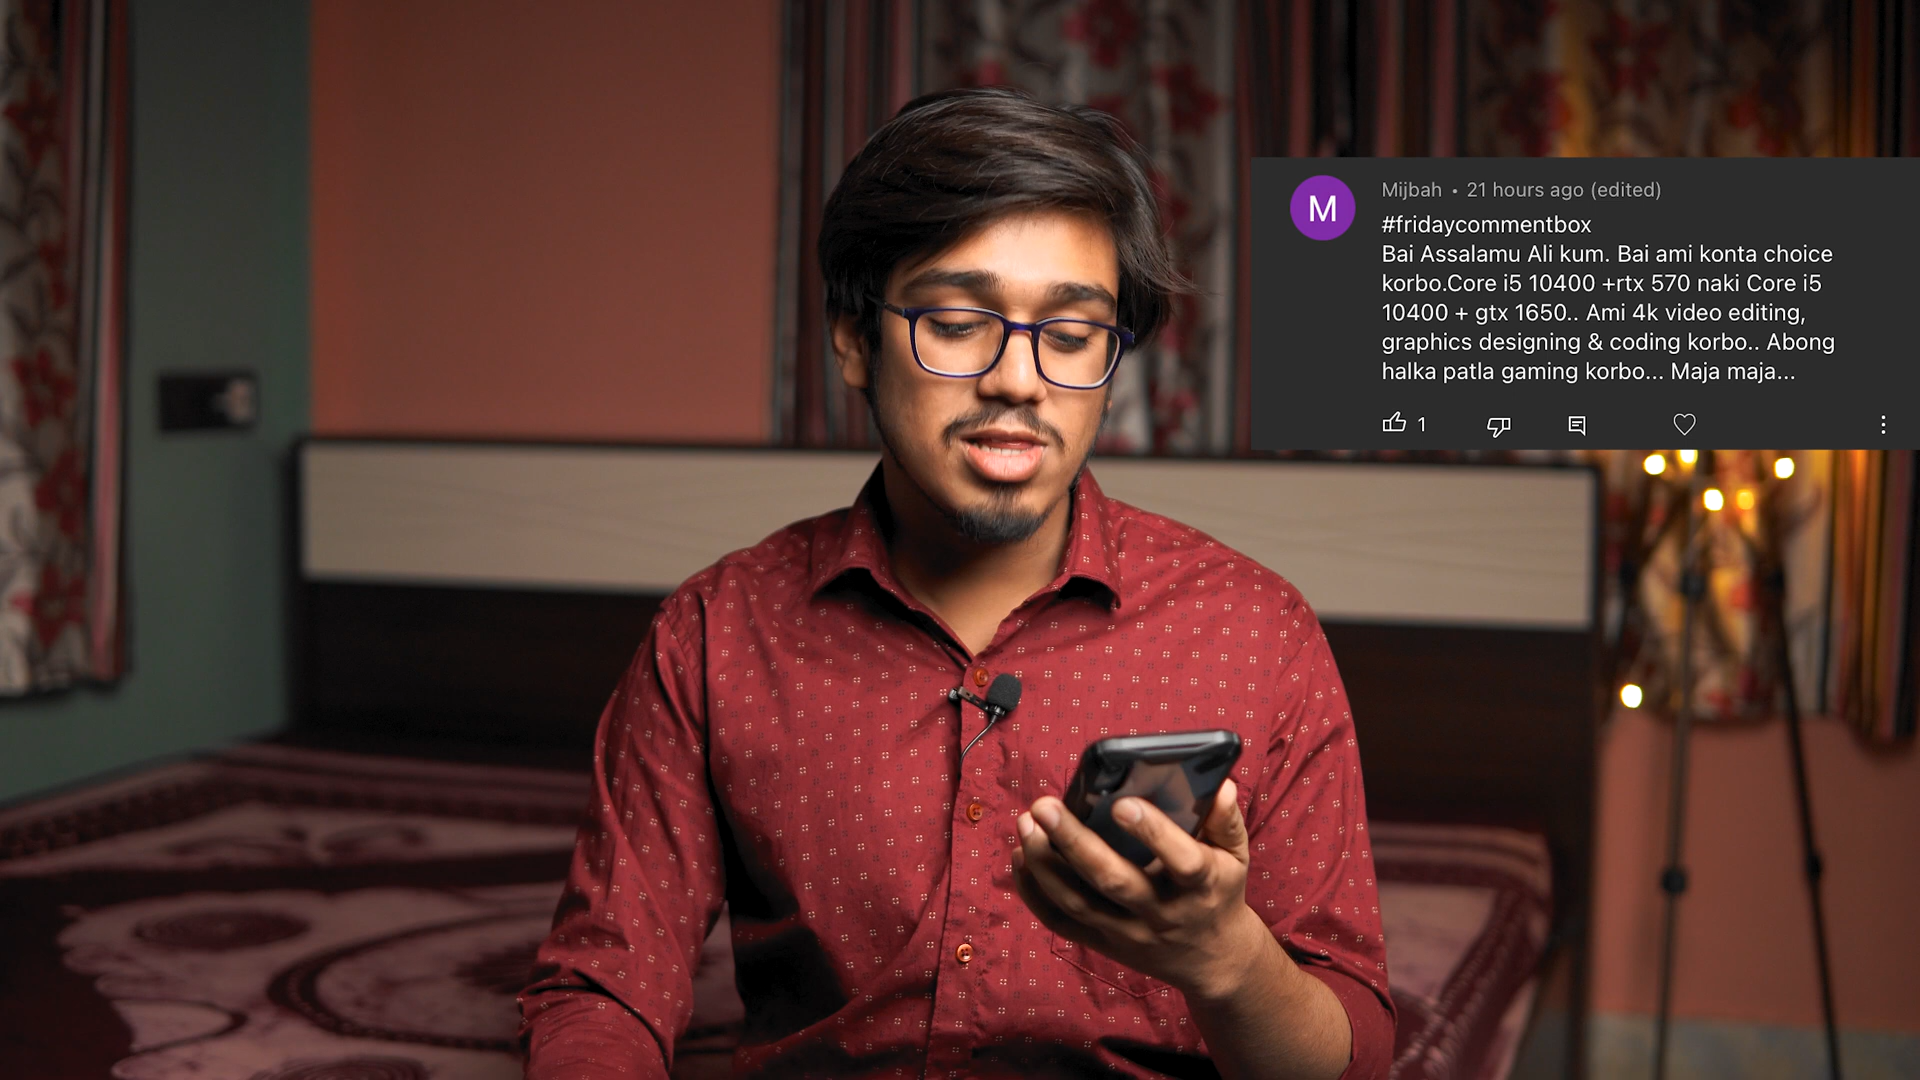 M
Mijbah • 21 hours ago (edited)
#fridaycommentbox
Bai Assalamu Ali kum. Bai ami konta choice
korbo.Core i5 10400 +rtx 570 naki Core i5
10400 + gtx 1650.. Ami 4k video editing,
graphics designing & coding korbo.. Abong
halka patla gaming korbo... Maja maja...
1